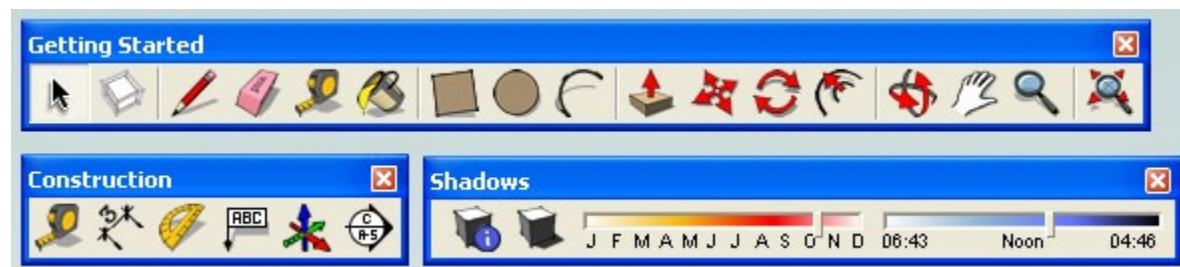 Getting Started
Construction
Shadows
ABC
C
A-5
J F M A M J J A S O N D
06:43 Noon 04:46